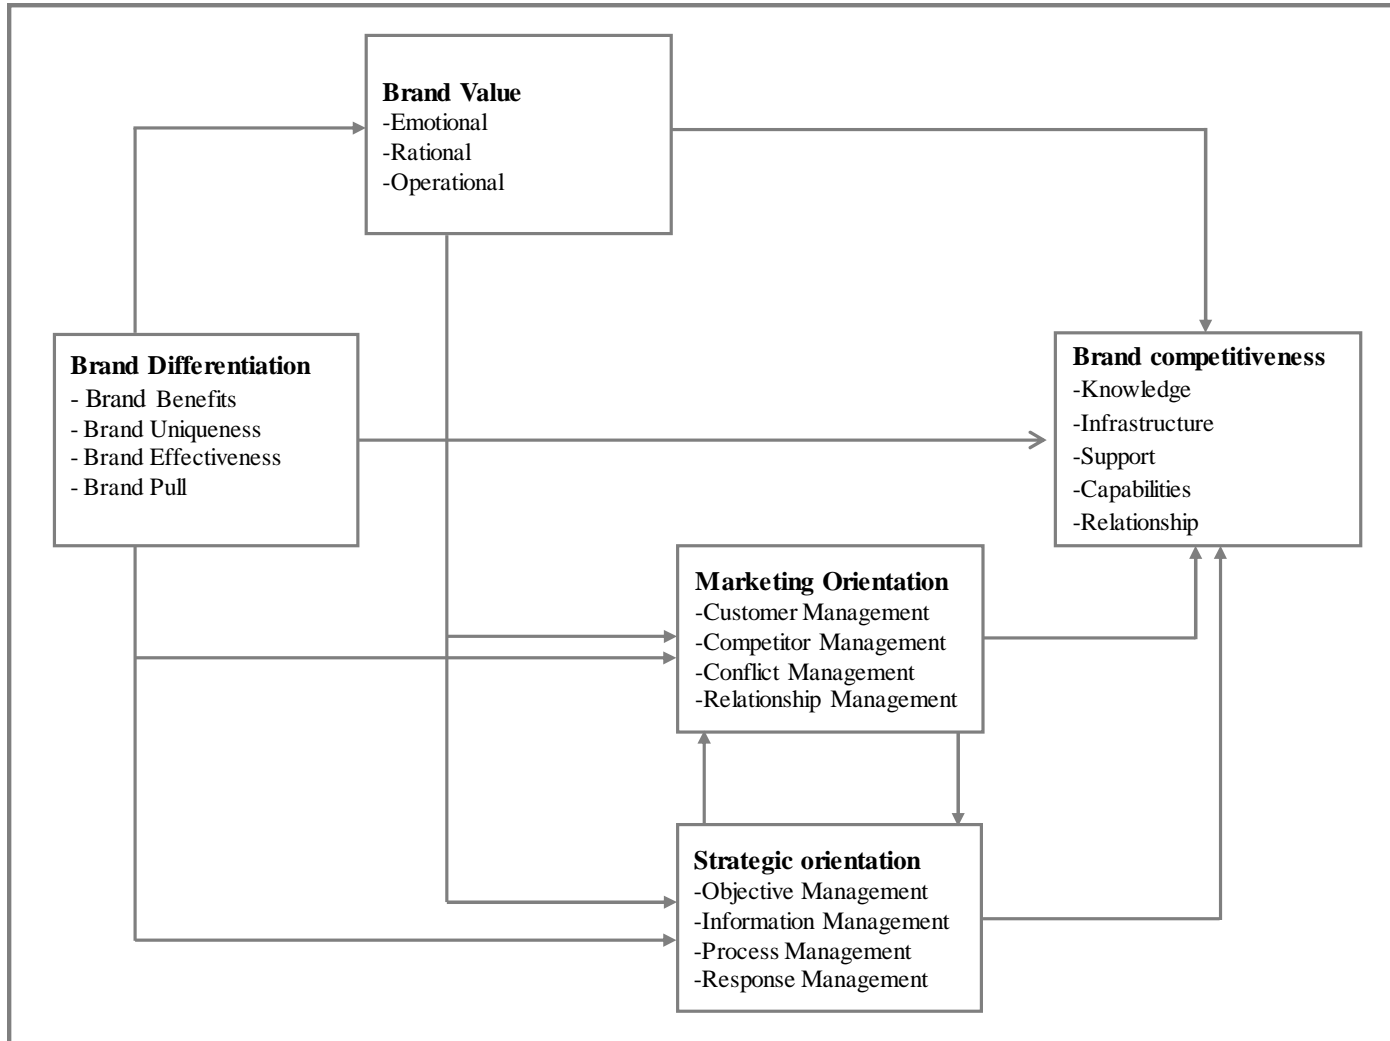 Brand Value
-Emotional
-Rational
-Operational
Brand Differentiation
- Brand Benefits
- Brand Uniqueness
- Brand Effectiveness
- Brand Pull
Brand competitiveness
-Knowledge
-Infrastructure
-Support
-Capabilities
-Relationship
Marketing Orientation
-Customer Management
-Competitor Management
-Conflict Management
-Relationship Management
Strategic orientation
-Objective Management
-Information Management
-Process Management
-Response Management